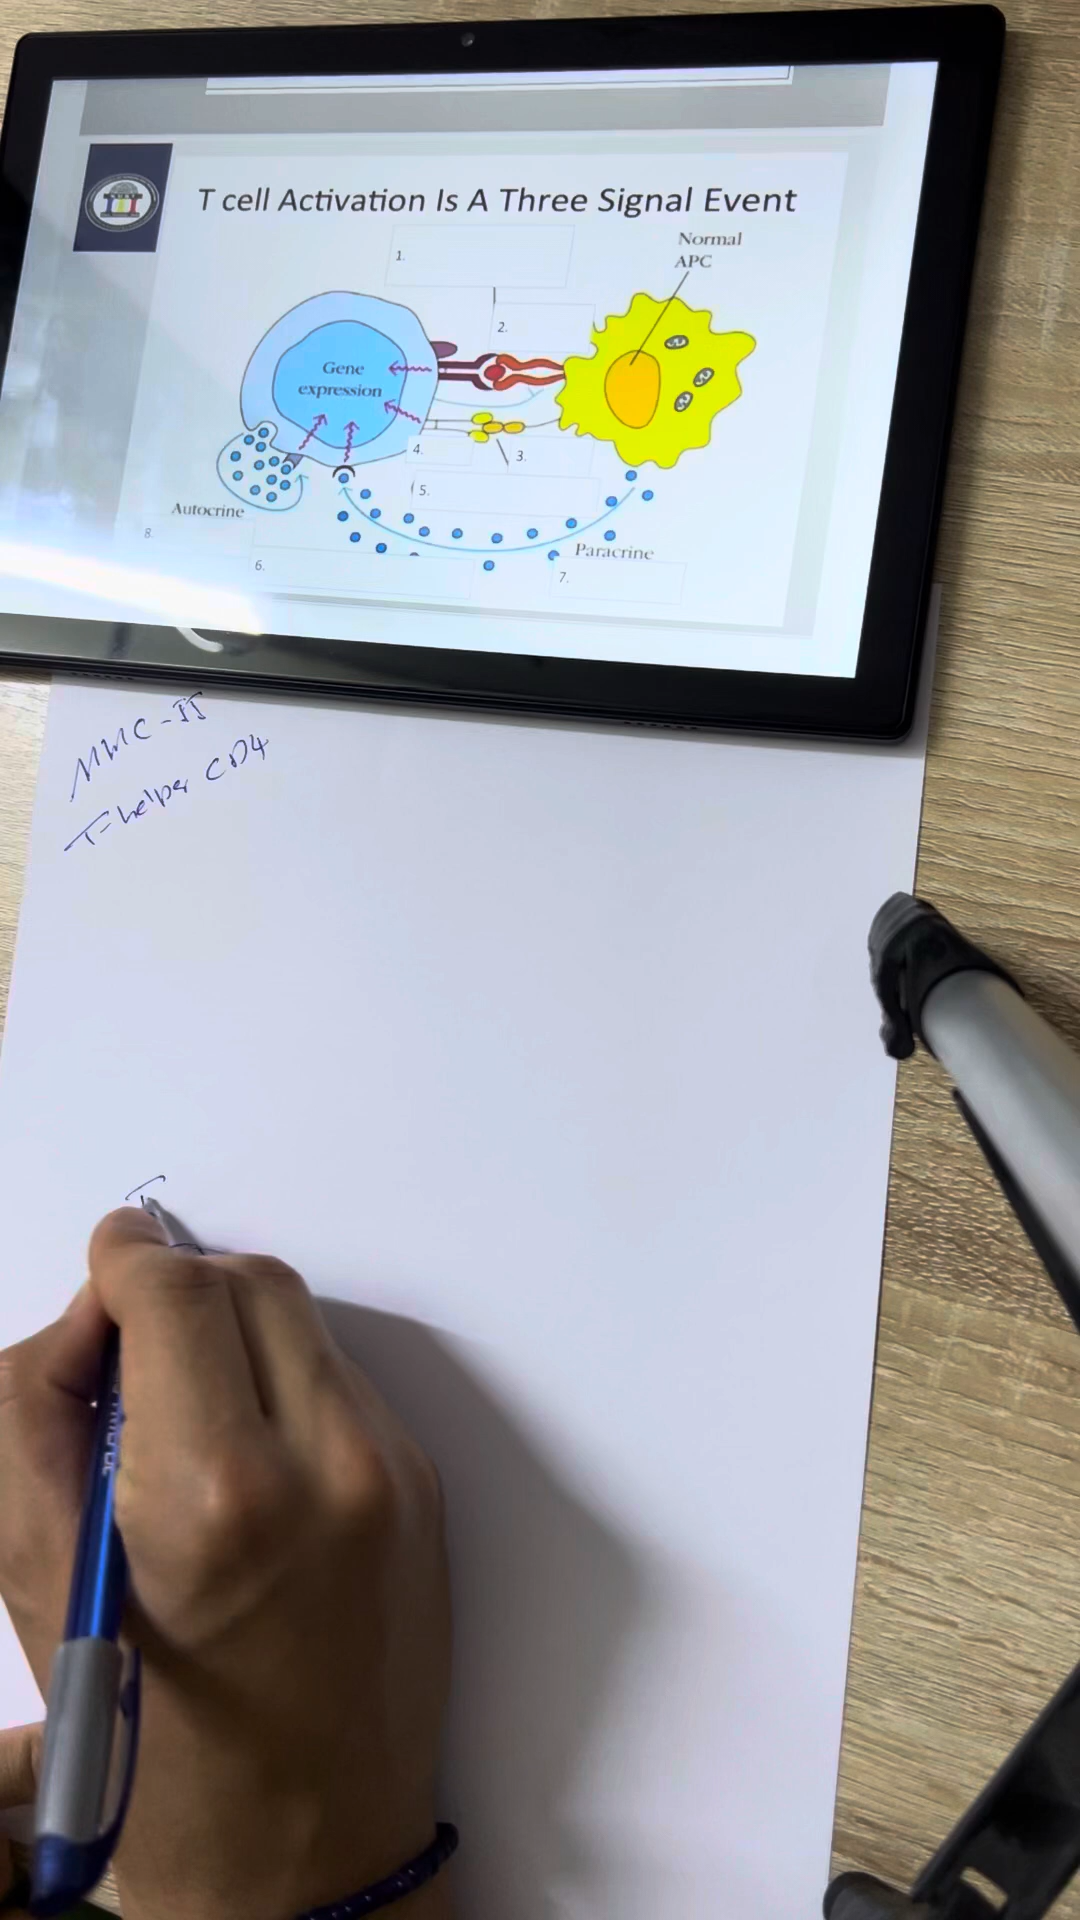 T cell Activation Is A Three Signal Event
Normal
APC
1.
2.
Gene
expression
4.
3.
5.
Autocrine
8.
Paracrine
6.
7.
MHC-II
T-helper CD4
T